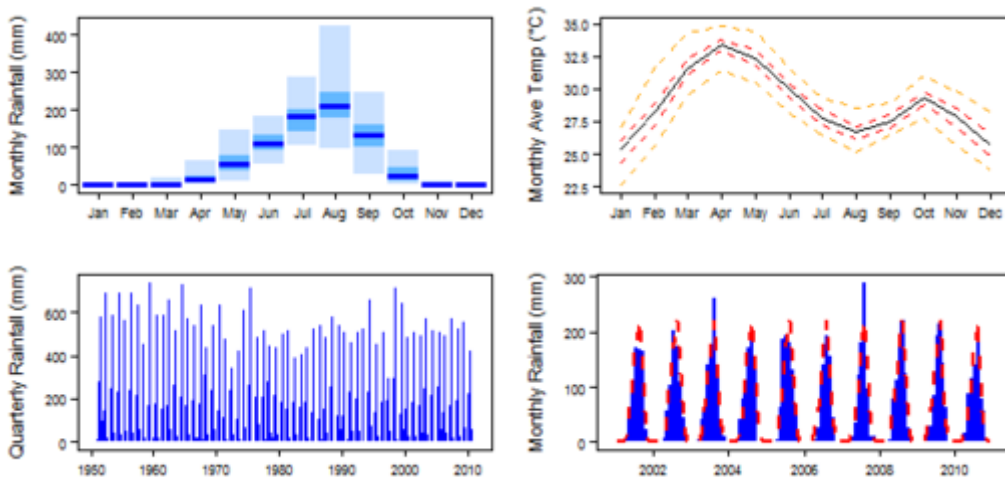 Monthly Rainfall (mm)
400
300
200
100
0
Jan Feb Mar Apr May Jun Jul Aug Sep Oct Nov Dec
Monthly Ave Temp (°C)
35.0
32.5
30.0
27.5
25.0
22.5
Jan Feb Mar Apr May Jun Jul Aug Sep Oct Nov Dec
Quarterly Rainfall (mm)
600
400
200
0
1950 1960 1970 1980 1990 2000 2010
Monthly Rainfall (mm)
300
200
100
0
2002 2004 2006 2008 2010